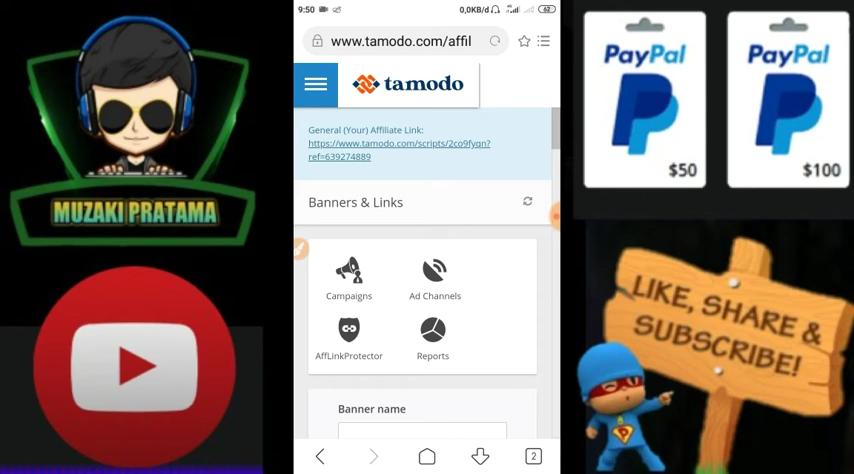 MUZAKI PRATAMA
9:50
0,0KB/d
62
www.tamodo.com/affil
tamodo
General (Your) Affiliate Link:
https://www.tamodo.com/scripts/2co9fyqn?
ref=639274889
Banners & Links
Campaigns
Ad Channels
AffLinkProtector
Reports
Banner name
2
PayPal
$50
PayPal
$100
LIKE, SHARE &
SUBSCRIBE!